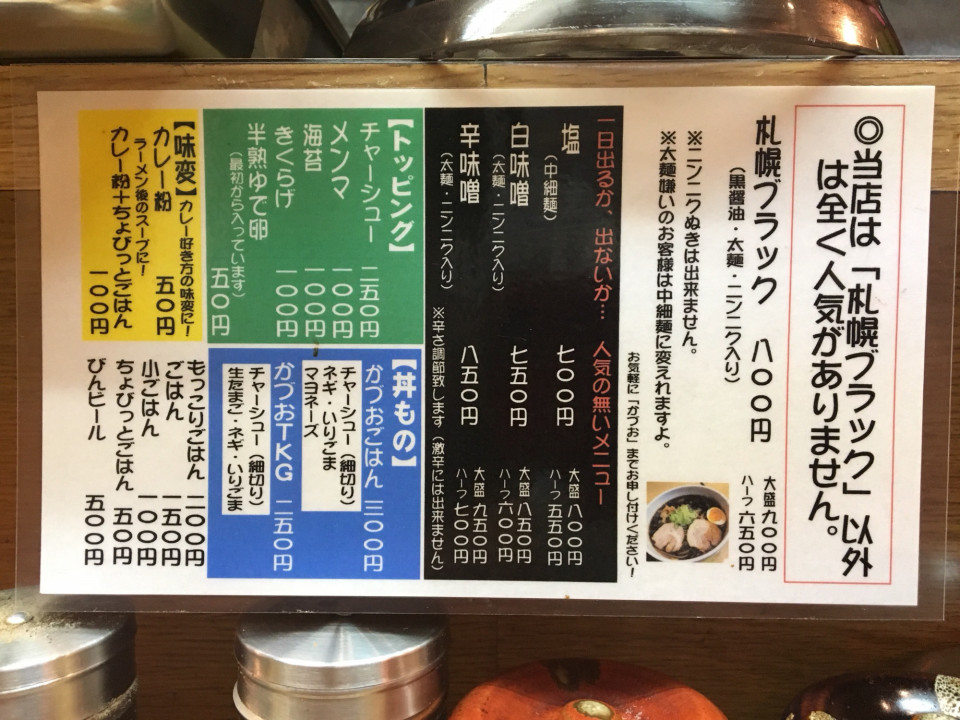 ◎当店は「札幌ブラック」以外
は全く人気がありません。
札幌ブラック 八〇〇円
大盛 九〇〇円
ハーフ 六五〇円
（黒醤油・太麺・ニンニク入り）
※ニンニクぬきは出来ません。
※太麺嫌いのお客様は中細麺に変えれますよ。
お気軽に「かづお」までお申し付けください！
一日出るか、出ないか… 人気の無いメニュー
塩 七〇〇円
大盛 八〇〇円
ハーフ 五五〇円
（中細麺）
白味噌 七五〇円
大盛 八五〇円
ハーフ 六〇〇円
（太麺・ニンニク入り）
辛味噌 八五〇円
大盛 九五〇円
ハーフ 七〇〇円
（太麺・ニンニク入り）
※辛さ調節致します（激辛には出来ません）
【トッピング】
チャーシュー 二五〇円
メンマ 一〇〇円
海苔 一〇〇円
きくらげ 一〇〇円
半熟ゆで卵 五〇円
（最初から入っています）
【丼もの】
かづおごはん 三〇〇円
チャーシュー（細切り）
ネギ・いりごま
マヨネーズ
かづおTKG 二五〇円
チャーシュー（細切り）
生たまご・ネギ・いりごま
【味変】カレー好き方の味変に！
カレー粉 五〇円
ラーメン後のスープに！
カレー粉＋ちょびっとごはん
一〇〇円
もっこりごはん 二〇〇円
ごはん 一五〇円
小ごはん 一〇〇円
ちょびっとごはん 五〇円
びんビール 五〇〇円